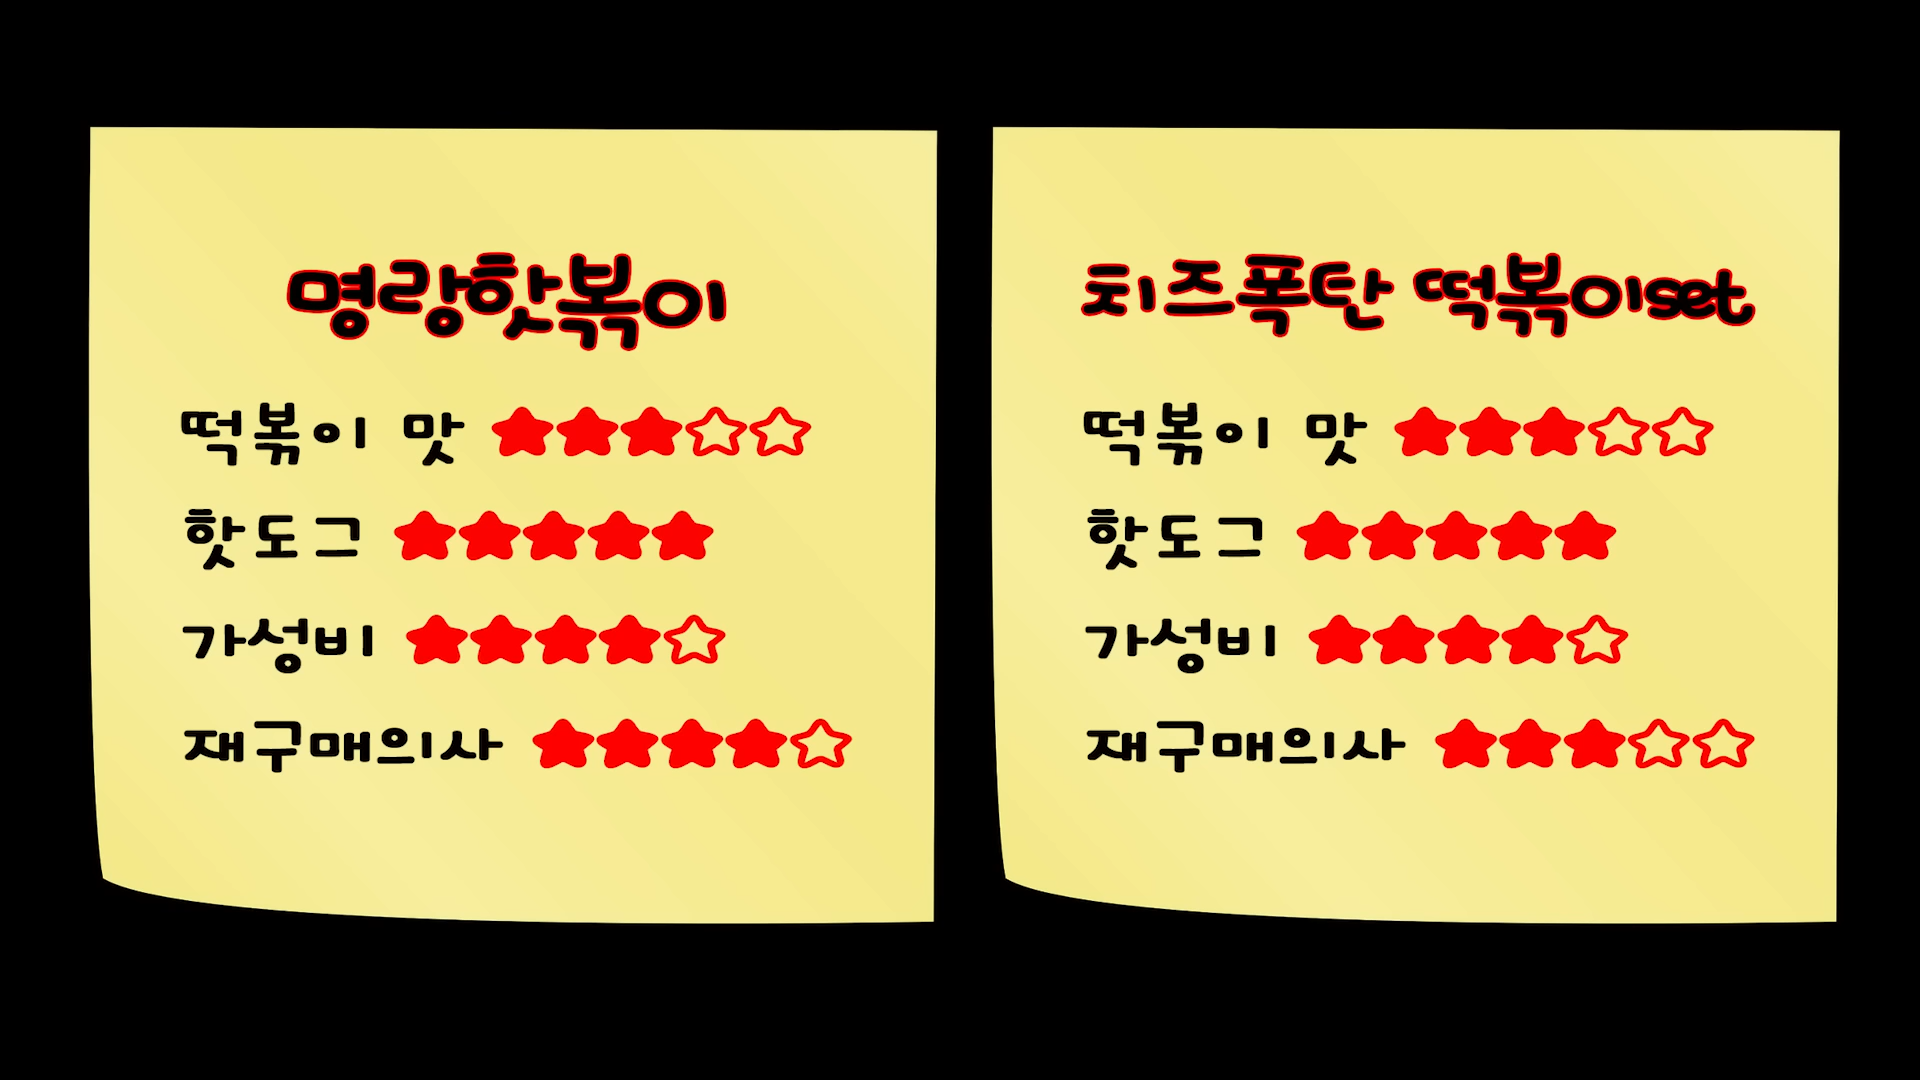 명랑핫볶이
떡볶이 맛 ★★★☆☆
핫도그 ★★★★★
가성비 ★★★★☆
재구매의사 ★★★★☆
치즈폭탄 떡볶이set
떡볶이 맛 ★★★☆☆
핫도그 ★★★★★
가성비 ★★★★☆
재구매의사 ★★★☆☆